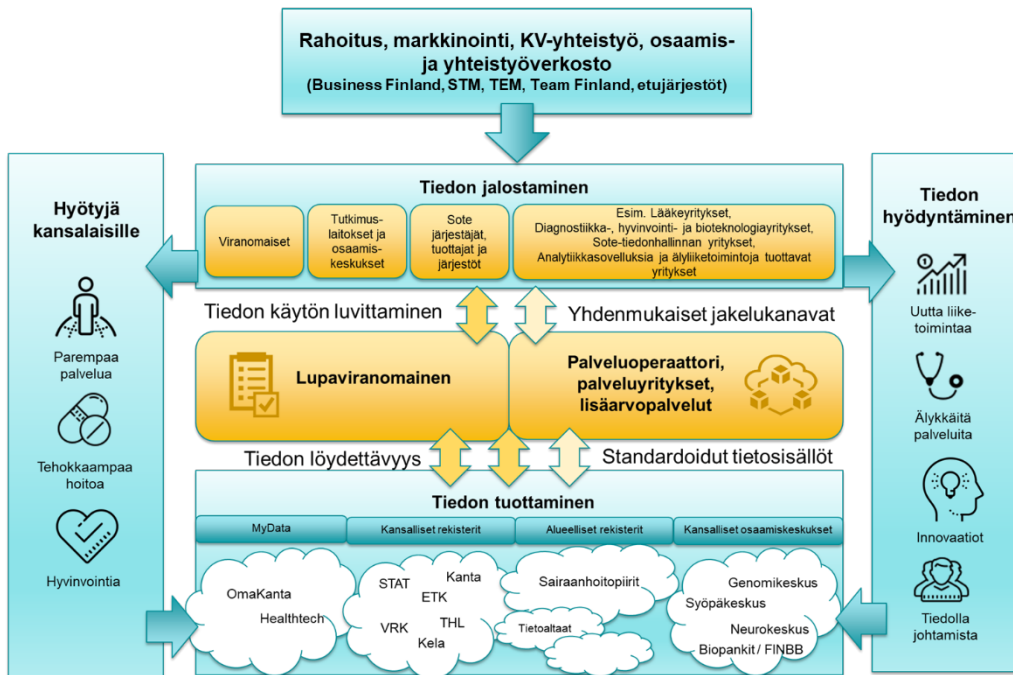 Rahoitus, markkinointi, KV-yhteistyö, osaamis-
ja yhteistyöverkosto
(Business Finland, STM, TEM, Team Finland, etujärjestöt)
Hyötyjä
kansalaisille
Parempaa
palvelua
Tehokkaampaa
hoitoa
Hyvinvointia
Tiedon jalostaminen
Viranomaiset
Tutkimus-
laitokset ja
osaamis-
keskukset
Sote
järjestäjät,
tuottajat ja
järjestöt
Esim. Lääkeyritykset,
Diagnostiikka-, hyvinvointi- ja bioteknologiayritykset,
Sote-tiedonhallinnan yritykset,
Analytiikkasovelluksia ja älyliiketoimintoja tuottavat
yritykset
Tiedon käytön luvittaminen
Yhdenmukaiset jakelukanavat
Lupaviranomainen
Palveluoperaattori,
palveluyritykset,
lisäarvopalvelut
Tiedon löydettävyys
Standardoidut tietosisällöt
Tiedon tuottaminen
MyData
Kansalliset rekisterit
Alueelliset rekisterit
Kansalliset osaamiskeskukset
OmaKanta
Healthtech
STAT
Kanta
ETK
VRK
THL
Kela
Sairaanhoitopiirit
Tietoaltaat
Genomikeskus
Syöpäkeskus
Neurokeskus
Biopankit / FINBB
Tiedon
hyödyntäminen
1
Uutta liike-
toimintaa
Älykkäitä
palveluita
Innovaatiot
Tiedolla
johtamista